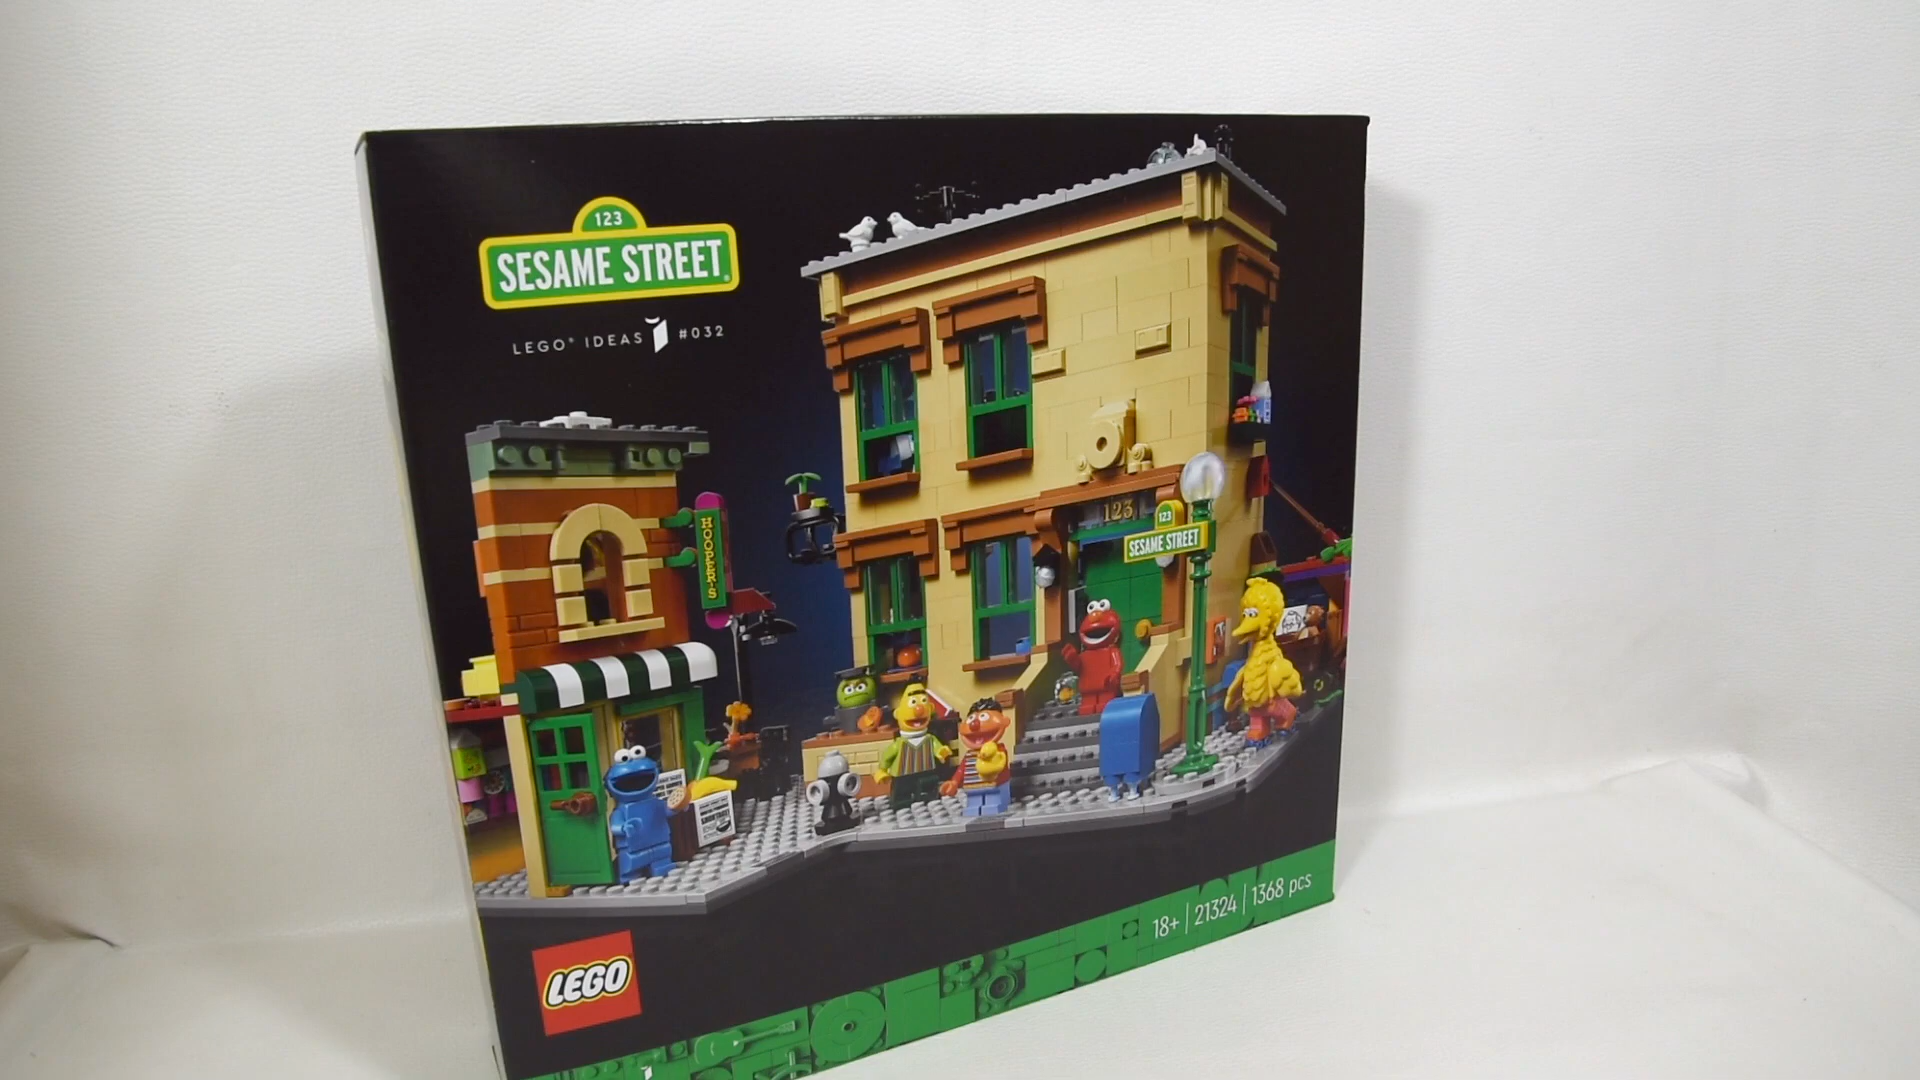 123
SESAME STREET
LEGO® IDEAS #032
HOOPER'S
123
123
SESAME STREET
18+ | 21324 | 1368 pcs
LEGO